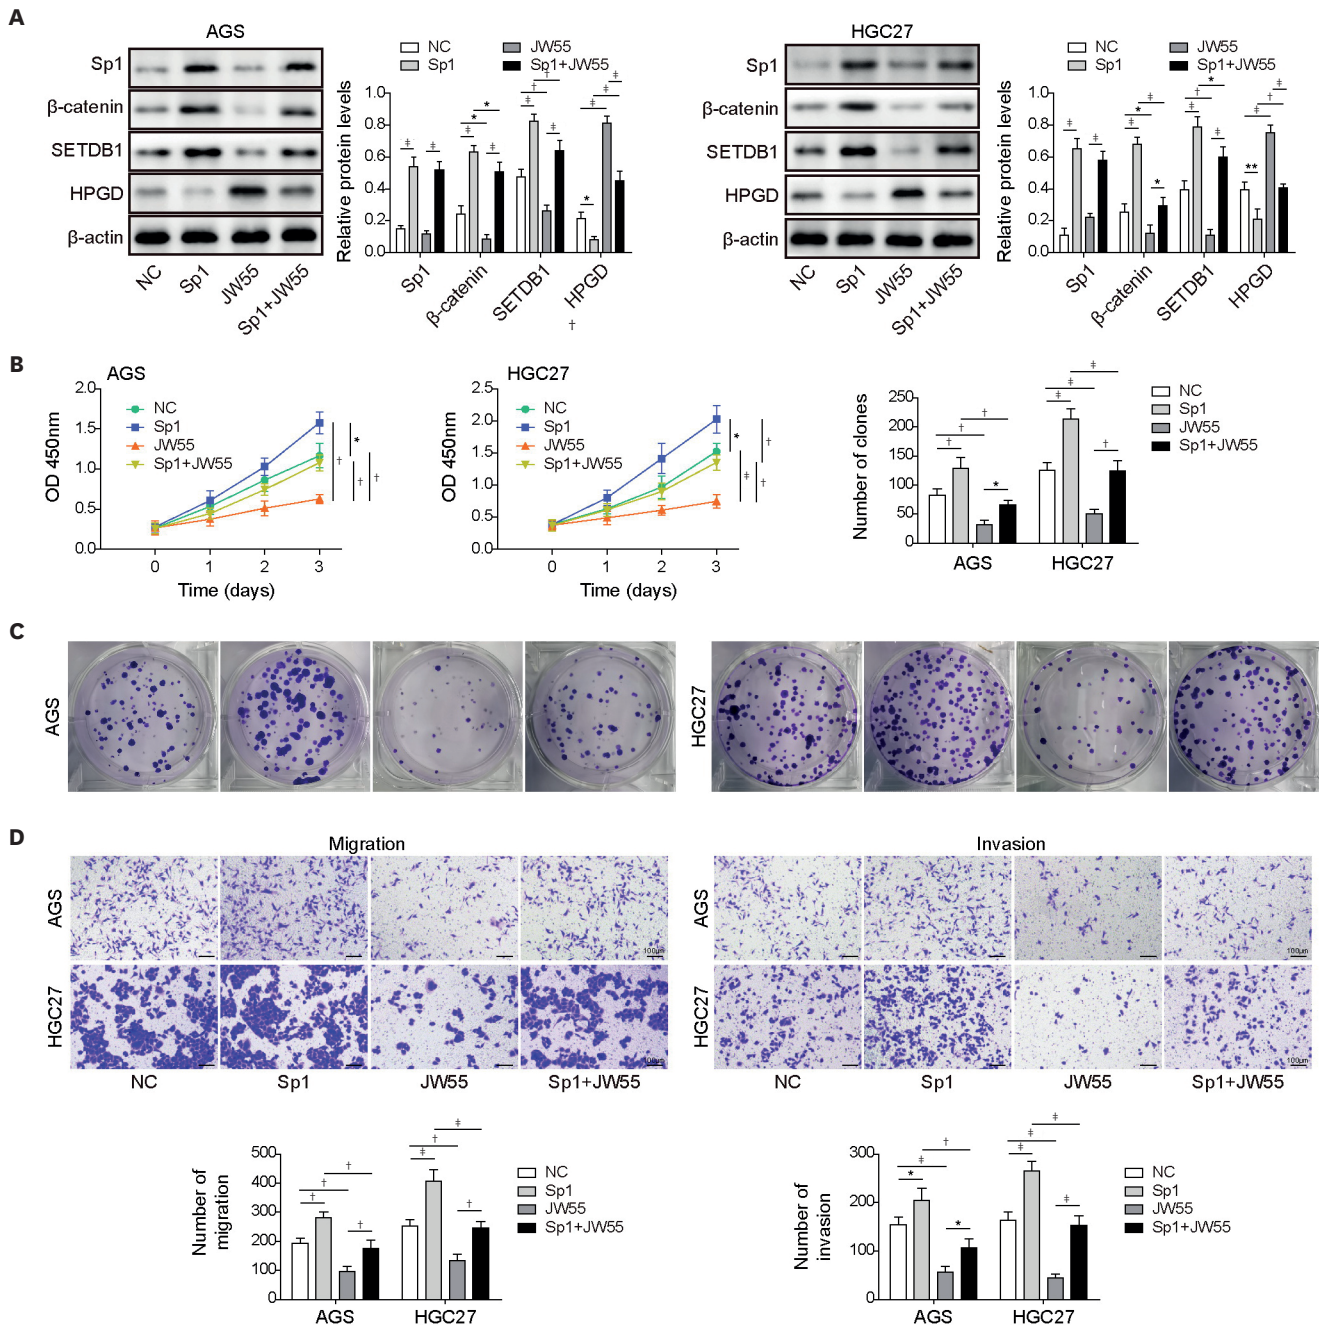 A
AGS
Sp1
β-catenin
SETDB1
HPGD
β-actin
NC
Sp1
JW55
Sp1+JW55
NC
Sp1
JW55
Sp1+JW55
Relative protein levels
1.0
0.8
0.6
0.4
0.2
0.0
‡ ‡ ‡ * * ‡ ‡ † † ‡ * ‡ ‡ ‡
Sp1
β-catenin
SETDB1
HPGD
†
HGC27
Sp1
β-catenin
SETDB1
HPGD
β-actin
NC
Sp1
JW55
Sp1+JW55
NC
Sp1
JW55
Sp1+JW55
Relative protein levels
1.0
0.8
0.6
0.4
0.2
0.0
‡ ‡ ‡ * ‡ * ‡ † * ‡ ** ‡ † ‡
Sp1
β-catenin
SETDB1
HPGD
B
AGS
NC
Sp1
JW55
Sp1+JW55
OD 450nm
2.0
1.5
1.0
0.5
0.0
0 1 2 3
Time (days)
† * † †
HGC27
NC
Sp1
JW55
Sp1+JW55
OD 450nm
2.5
2.0
1.5
1.0
0.5
0.0
0 1 2 3
Time (days)
* † ‡ †
Number of clones
250
200
150
100
50
0
† † † * ‡ ‡ ‡ †
AGS HGC27
NC
Sp1
JW55
Sp1+JW55
C
AGS
HGC27
D
Migration
AGS
100μm
HGC27
100μm
NC Sp1 JW55 Sp1+JW55
Invasion
AGS
100μm
HGC27
100μm
NC Sp1 JW55 Sp1+JW55
Number of
migration
500
400
300
200
100
0
† † † † ‡ † ‡ †
AGS HGC27
NC
Sp1
JW55
Sp1+JW55
Number of
invasion
300
200
100
0
* ‡ † * ‡ ‡ ‡ ‡
AGS HGC27
NC
Sp1
JW55
Sp1+JW55